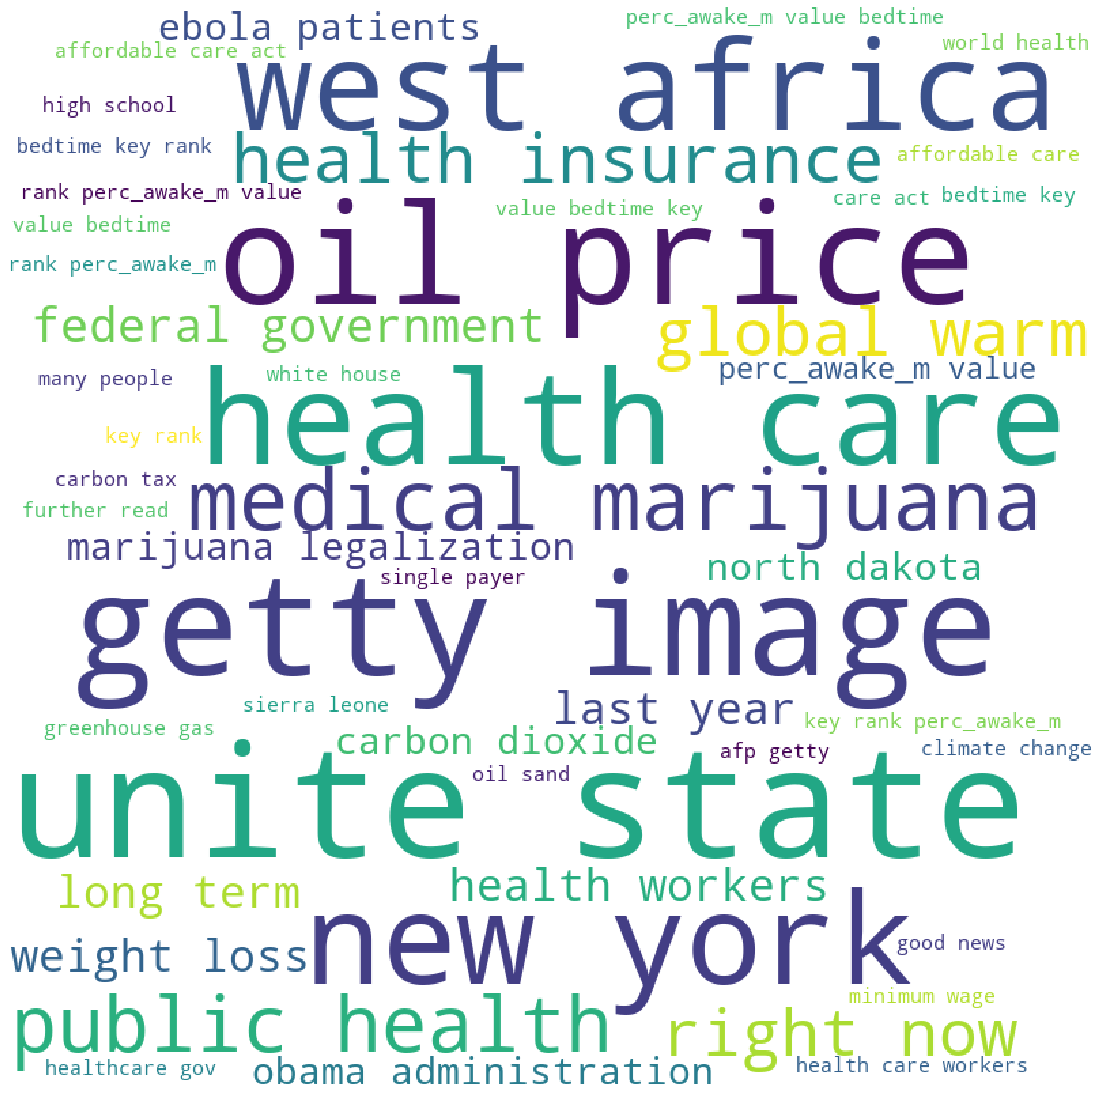 ebola patients
perc_awake_m value bedtime
affordable care act
world health
west africa
high school
bedtime key rank
health insurance
affordable care
rank perc_awake_m value
care act
bedtime key
value bedtime key
value bedtime
oil price
rank perc_awake_m
federal government
global warm
many people
white house
perc_awake_m value
health care
key rank
carbon tax
medical marijuana
further read
marijuana legalization
single payer
north dakota
getty image
sierra leone
last year
greenhouse gas
key rank perc_awake_m
carbon dioxide
afp getty
climate change
oil sand
unite state
long term
health workers
new york
good news
weight loss
minimum wage
public health
right now
healthcare gov
obama administration
health care workers